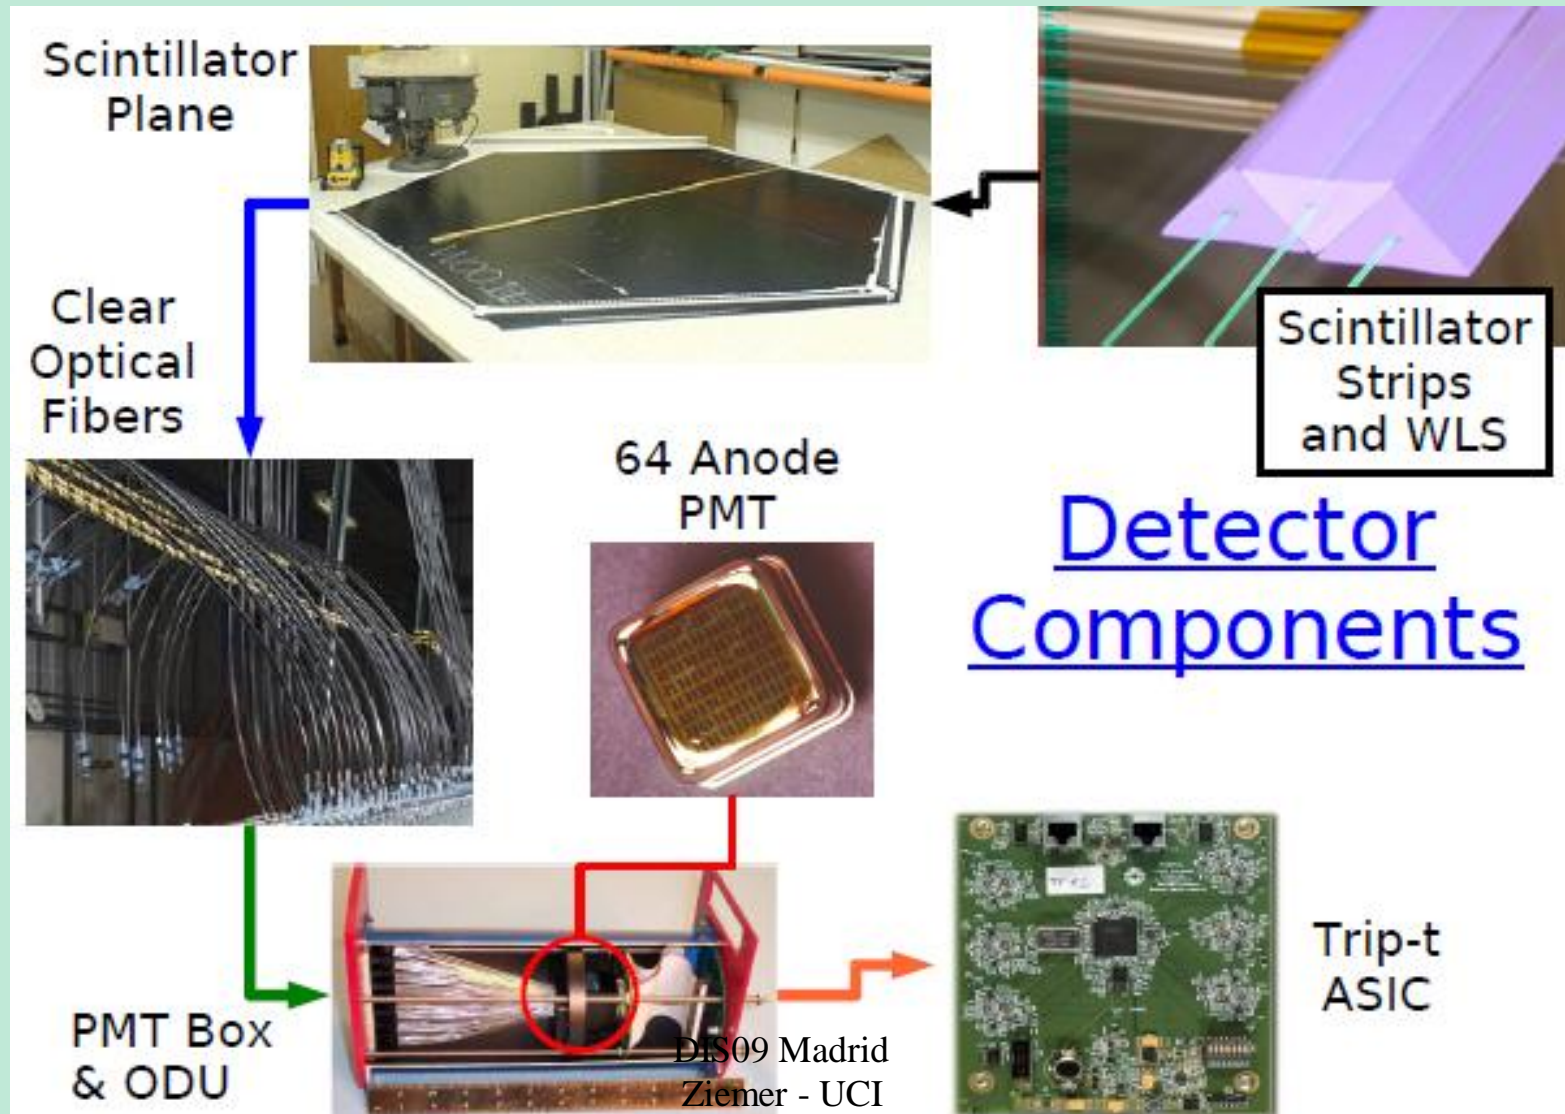 Scintillator
Plane
Clear
Optical
Fibers
64 Anode
PMT
Scintillator
Strips
and WLS
Detector
Components
PMT Box
& ODU
Trip-t
ASIC
DIS09 Madrid
Ziemer - UCI